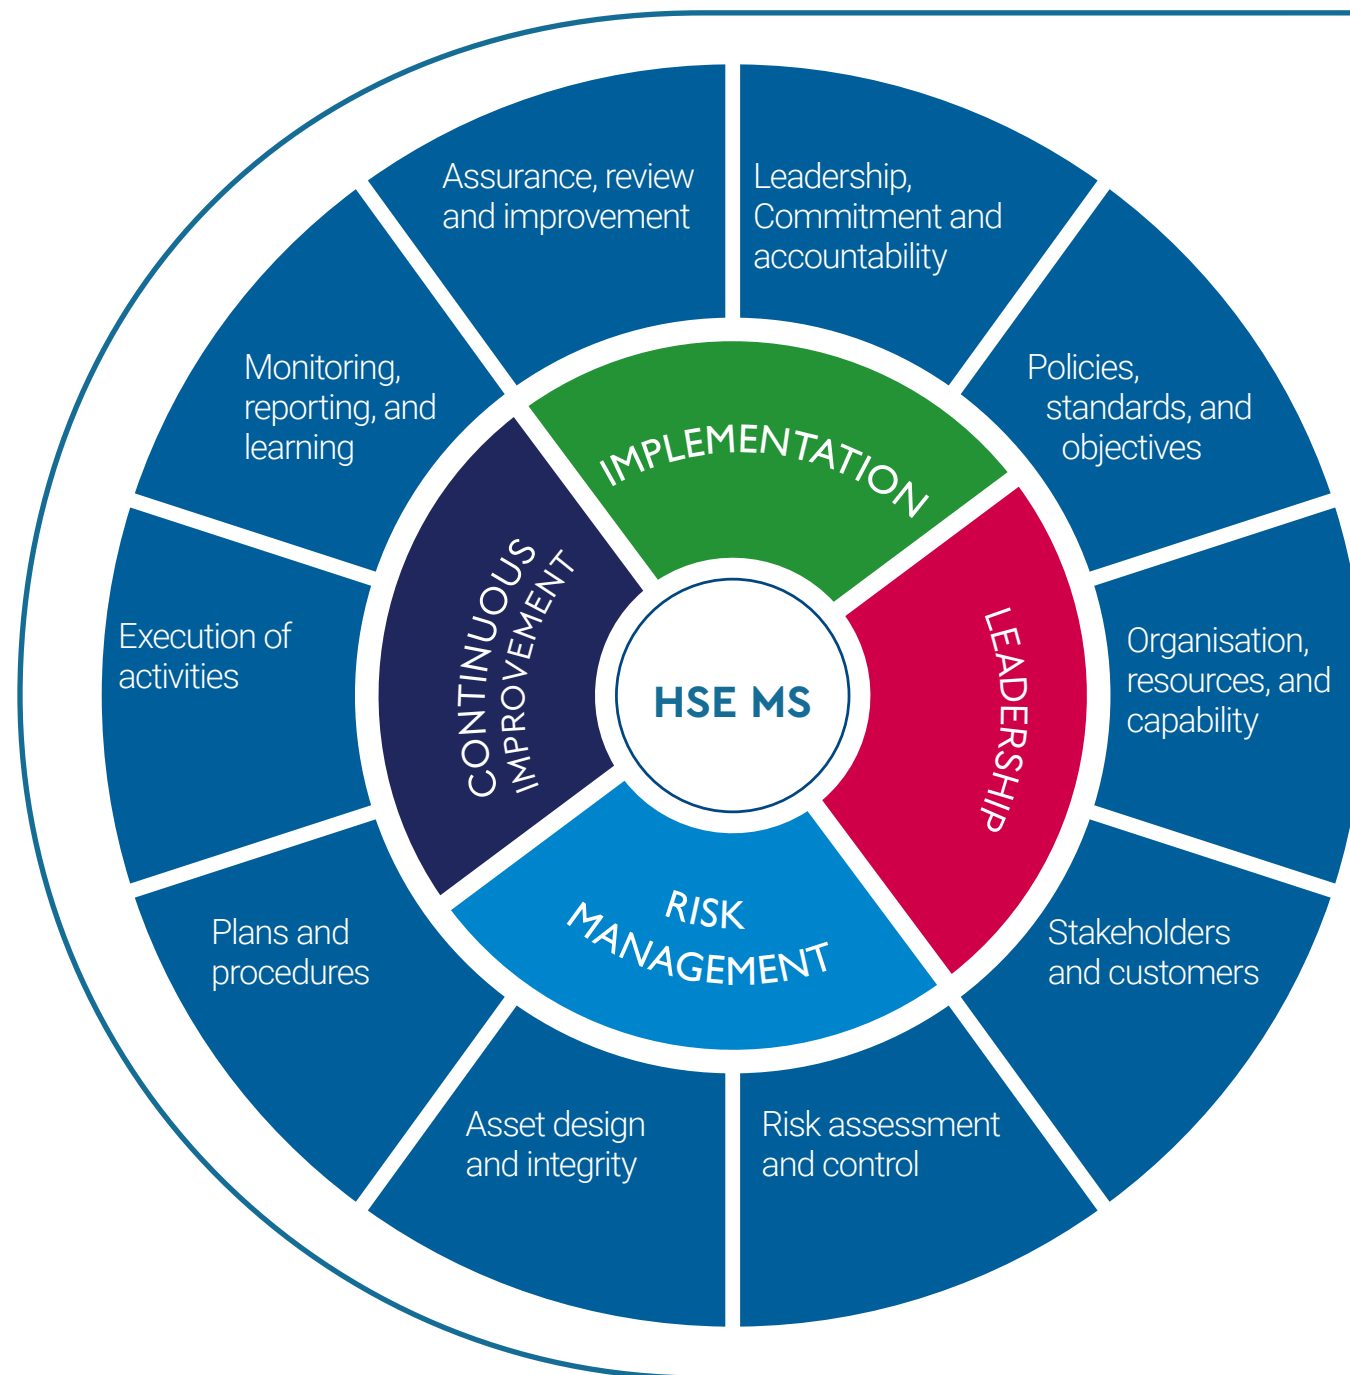 Assurance, review
and improvement
Leadership,
Commitment and
accountability
Policies,
standards, and
objectives
Organisation,
resources, and
capability
Stakeholders
and customers
Risk assessment
and control
Asset design
and integrity
Plans and
procedures
Execution of
activities
Monitoring,
reporting, and
learning
IMPLEMENTATION
LEADERSHIP
RISK
MANAGEMENT
CONTINUOUS
IMPROVEMENT
HSE MS